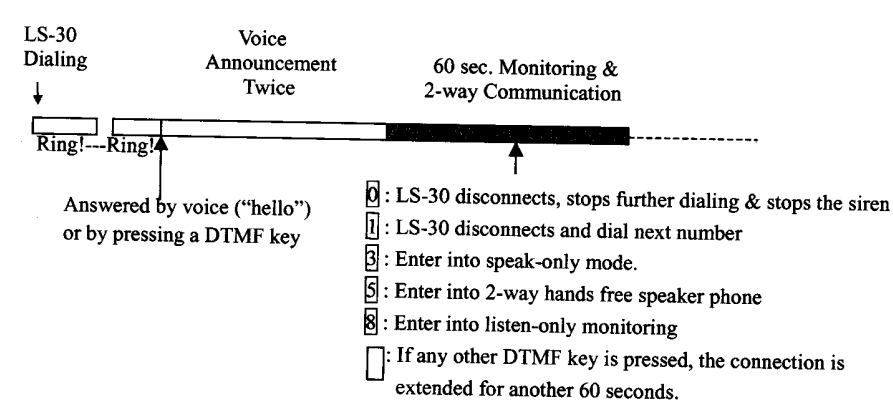 LS-30
Dialing
Voice
Announcement
Twice
60 sec. Monitoring &
2-way Communication
Ring!---Ring!
Answered by voice ("hello")
or by pressing a DTMF key
0 : LS-30 disconnects, stops further dialing & stops the siren
1 : LS-30 disconnects and dial next number
3 : Enter into speak-only mode.
5 : Enter into 2-way hands free speaker phone
8 : Enter into listen-only monitoring
: If any other DTMF key is pressed, the connection is
extended for another 60 seconds.